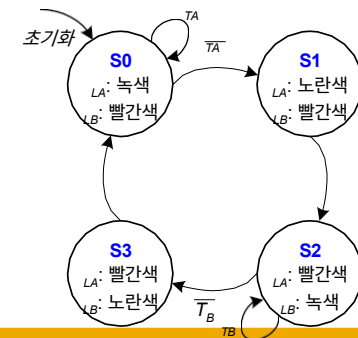 초기화
TA
T̅A̅
S0
LA: 녹색
LB: 빨간색
S1
LA: 노란색
LB: 빨간색
S3
LA: 빨간색
LB: 노란색
S2
LA: 빨간색
LB: 녹색
T̅B̅
TB